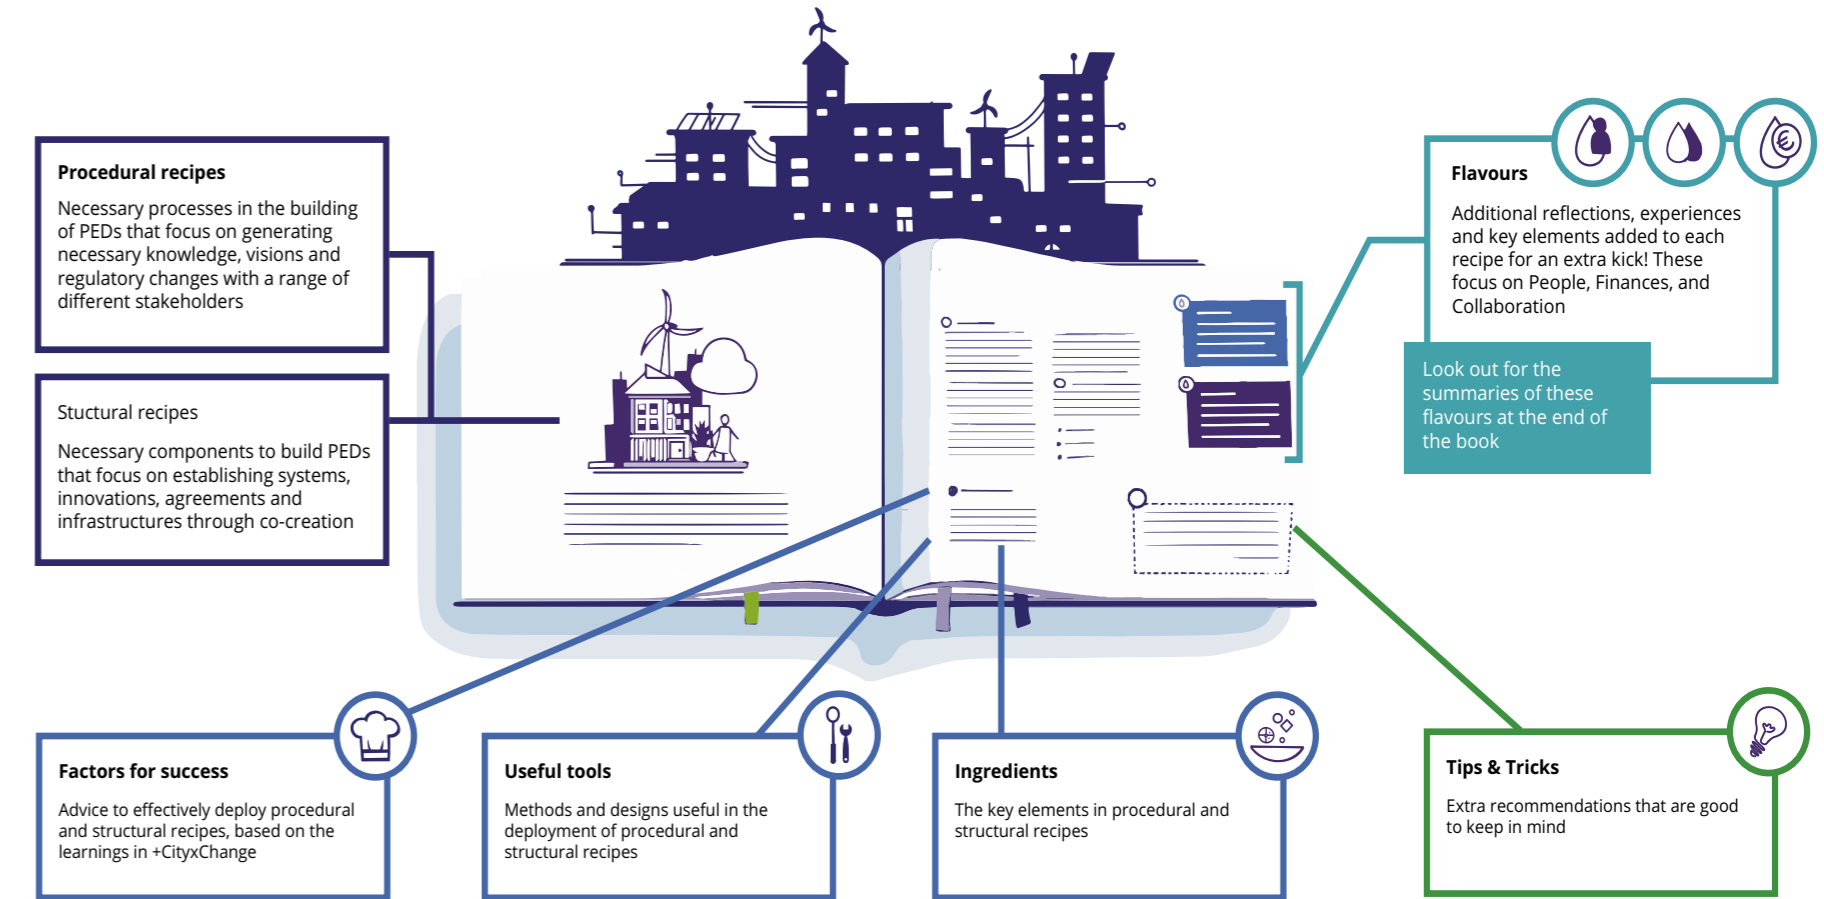 Procedural recipes
Necessary processes in the building
of PEDs that focus on generating
necessary knowledge, visions and
regulatory changes with a range of
different stakeholders
Stuctural recipes
Necessary components to build PEDs
that focus on establishing systems,
innovations, agreements and
infrastructures through co-creation
Flavours
Additional reflections, experiences
and key elements added to each
recipe for an extra kick! These
focus on People, Finances, and
Collaboration
Look out for the
summaries of these
flavours at the end of
the book
Factors for success
Advice to effectively deploy procedural
and structural recipes, based on the
learnings in +CityxChange
Useful tools
Methods and designs useful in the
deployment of procedural and
structural recipes
Ingredients
The key elements in procedural and
structural recipes
Tips & Tricks
Extra recommendations that are good
to keep in mind